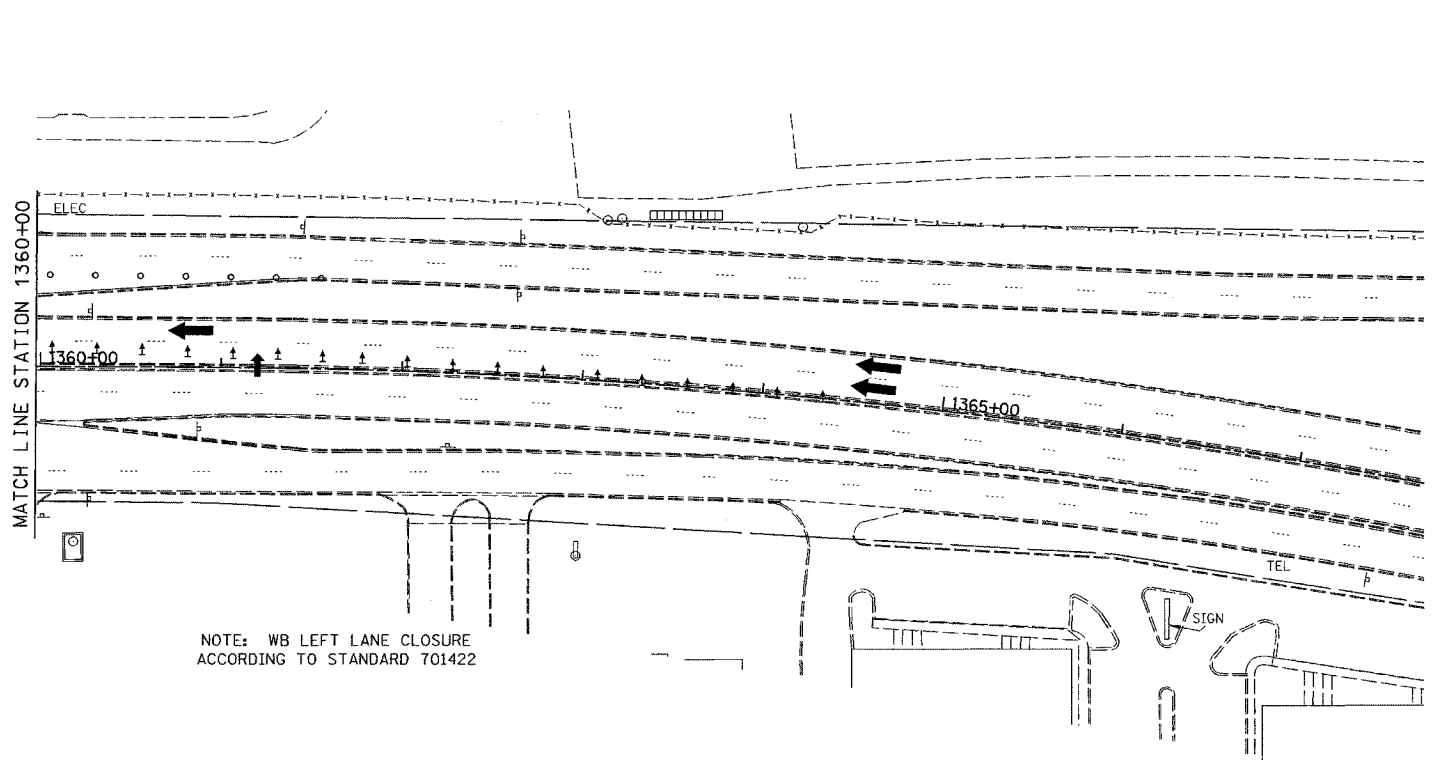 MATCH LINE STATION 1360+00
ELEC
L1360+00
L1365+00
TEL
SIGN
NOTE: WB LEFT LANE CLOSURE
ACCORDING TO STANDARD 701422